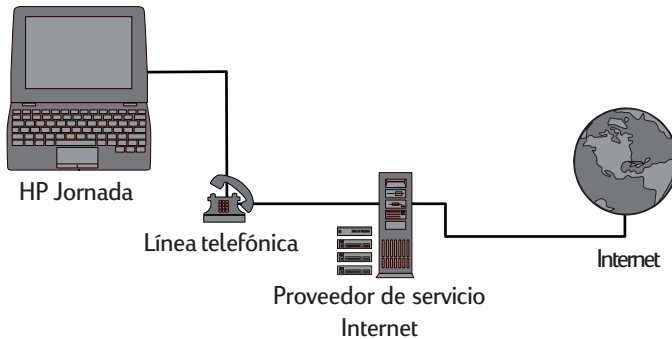 HP Jornada
Línea telefónica
Proveedor de servicio
Internet
Internet